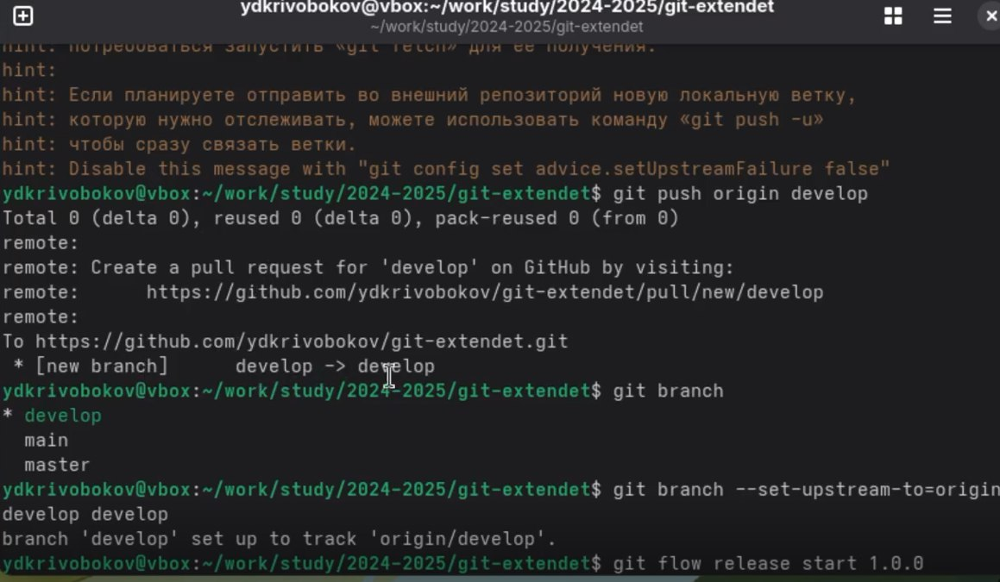 ydkrivobokov@vbox:~/work/study/2024-2025/git-extendet
~/work/study/2024-2025/git-extendet
hint: потребоваться запустить «git fetch» для ее получения.
hint:
hint: Если планируете отправить во внешний репозиторий новую локальную ветку,
hint: которую нужно отслеживать, можете использовать команду «git push -u»
hint: чтобы сразу связать ветки.
hint: Disable this message with "git config set advice.setUpstreamFailure false"
ydkrivobokov@vbox:~/work/study/2024-2025/git-extendet$ git push origin develop
Total 0 (delta 0), reused 0 (delta 0), pack-reused 0 (from 0)
remote:
remote: Create a pull request for 'develop' on GitHub by visiting:
remote:      https://github.com/ydkrivobokov/git-extendet/pull/new/develop
remote:
To https://github.com/ydkrivobokov/git-extendet.git
 * [new branch]      develop -> develop
ydkrivobokov@vbox:~/work/study/2024-2025/git-extendet$ git branch
* develop
  main
  master
ydkrivobokov@vbox:~/work/study/2024-2025/git-extendet$ git branch --set-upstream-to=origin
develop develop
branch 'develop' set up to track 'origin/develop'.
ydkrivobokov@vbox:~/work/study/2024-2025/git-extendet$ git flow release start 1.0.0